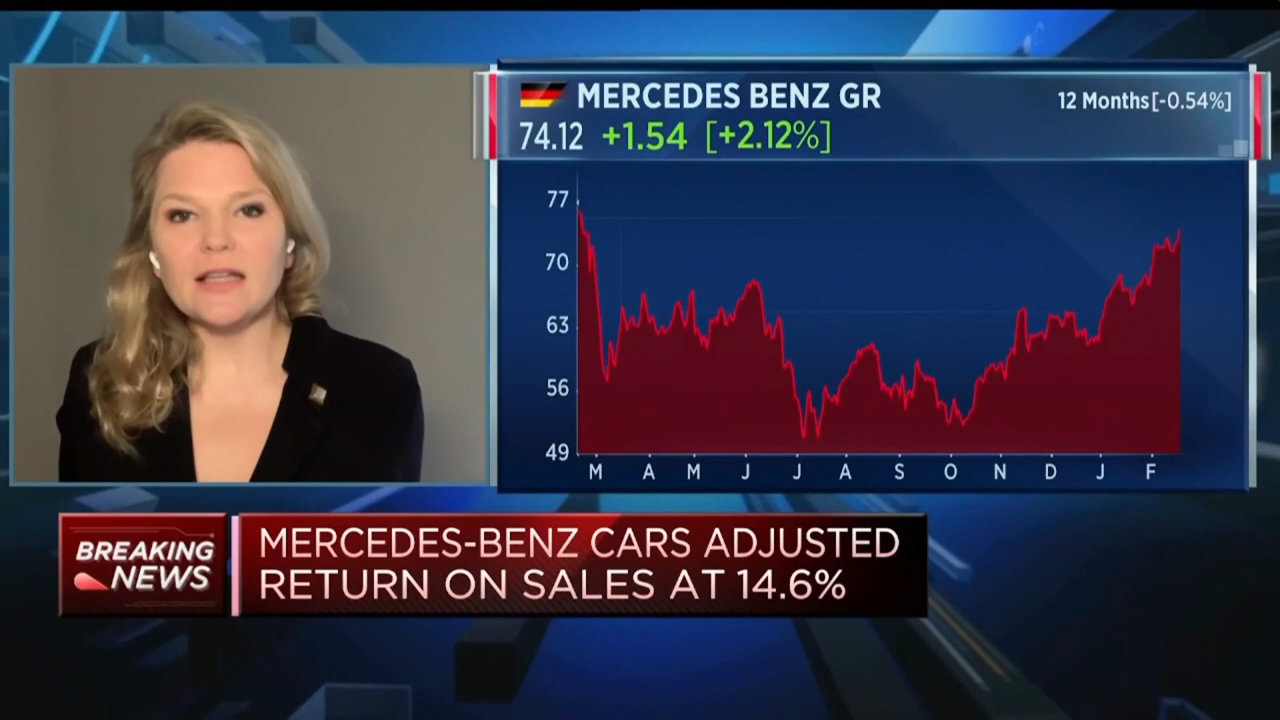 MERCEDES BENZ GR
12 Months[-0.54%]
74.12 +1.54 [+2.12%]
77
70
63
56
49
M A M J J A S O N D J F
BREAKING NEWS
MERCEDES-BENZ CARS ADJUSTED
RETURN ON SALES AT 14.6%